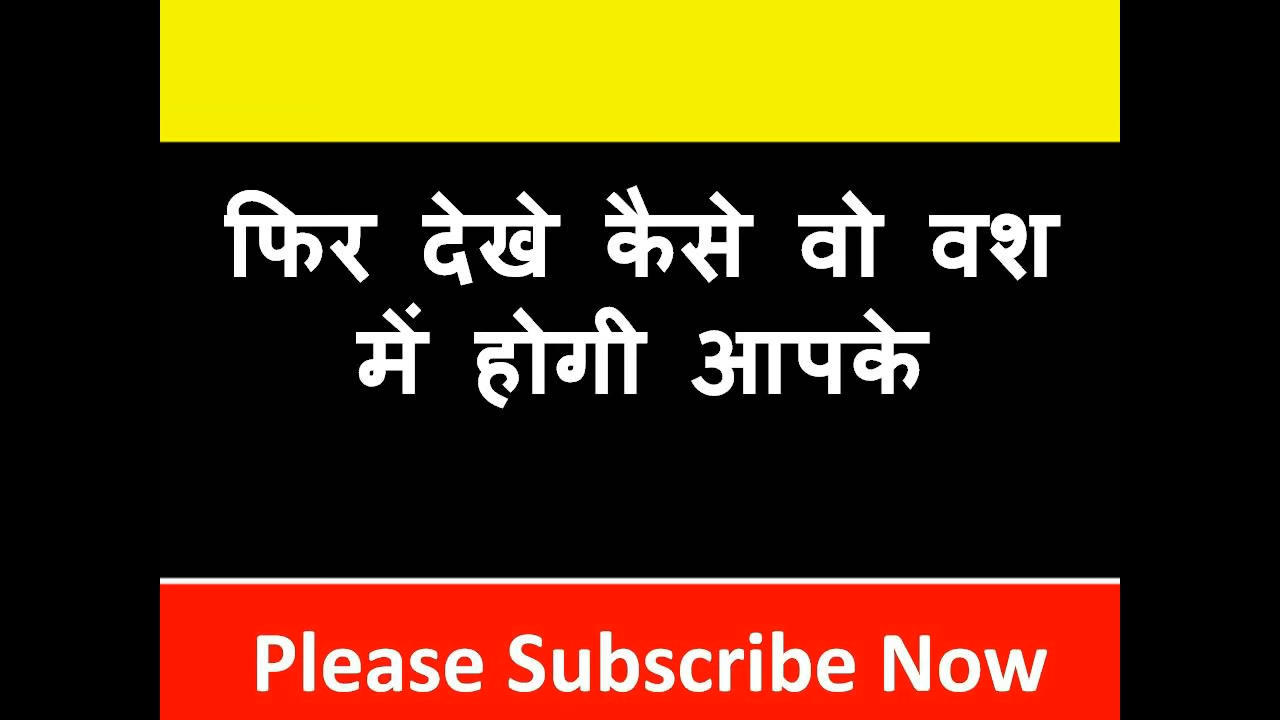 फिर देखे कैसे वो वश
में होगी आपके
Please Subscribe Now